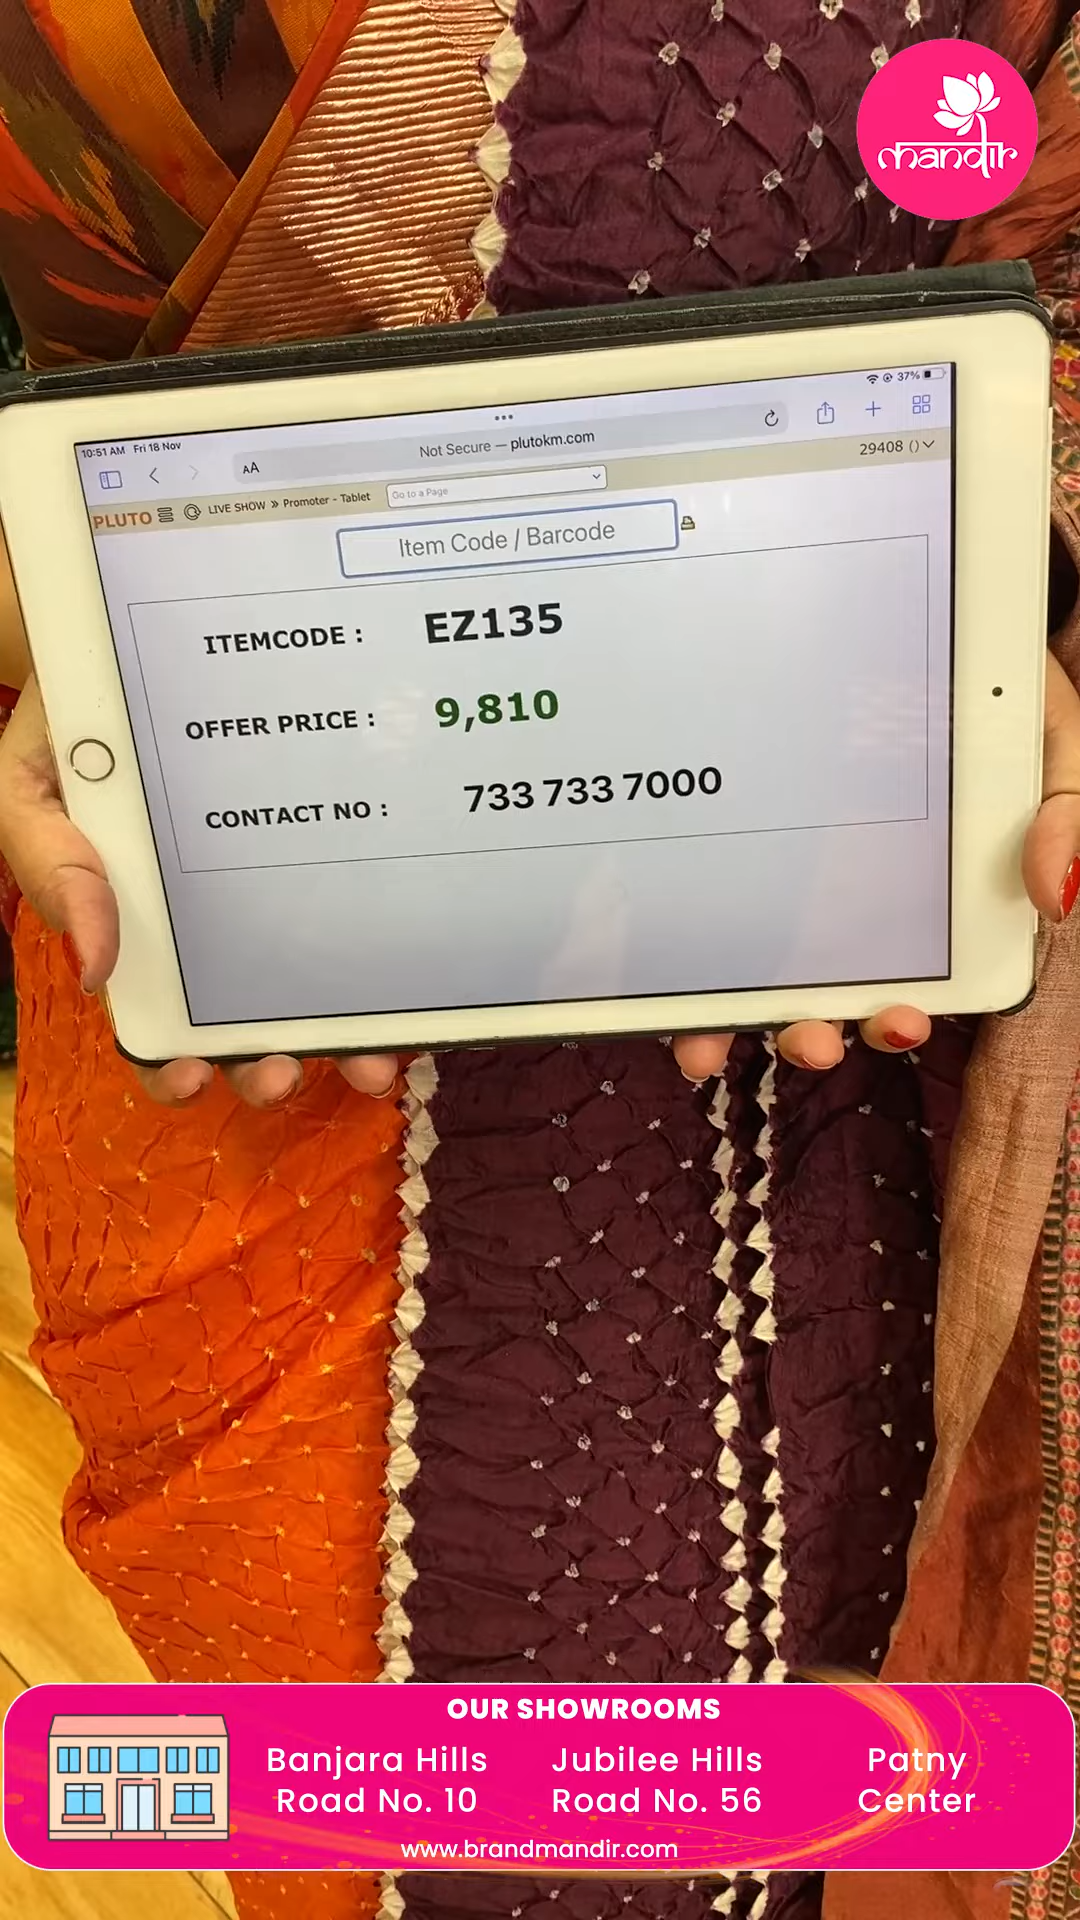 mandir
10:51 AM Fri 18 Nov
37%
AA
Not Secure — plutokm.com
PLUTO
LIVE SHOW » Promoter - Tablet
Go to a Page
29408 ()
Item Code / Barcode
ITEMCODE : EZ135
OFFER PRICE : 9,810
CONTACT NO : 733 733 7000
OUR SHOWROOMS
Banjara Hills
Road No. 10
Jubilee Hills
Road No. 56
Patny
Center
www.brandmandir.com